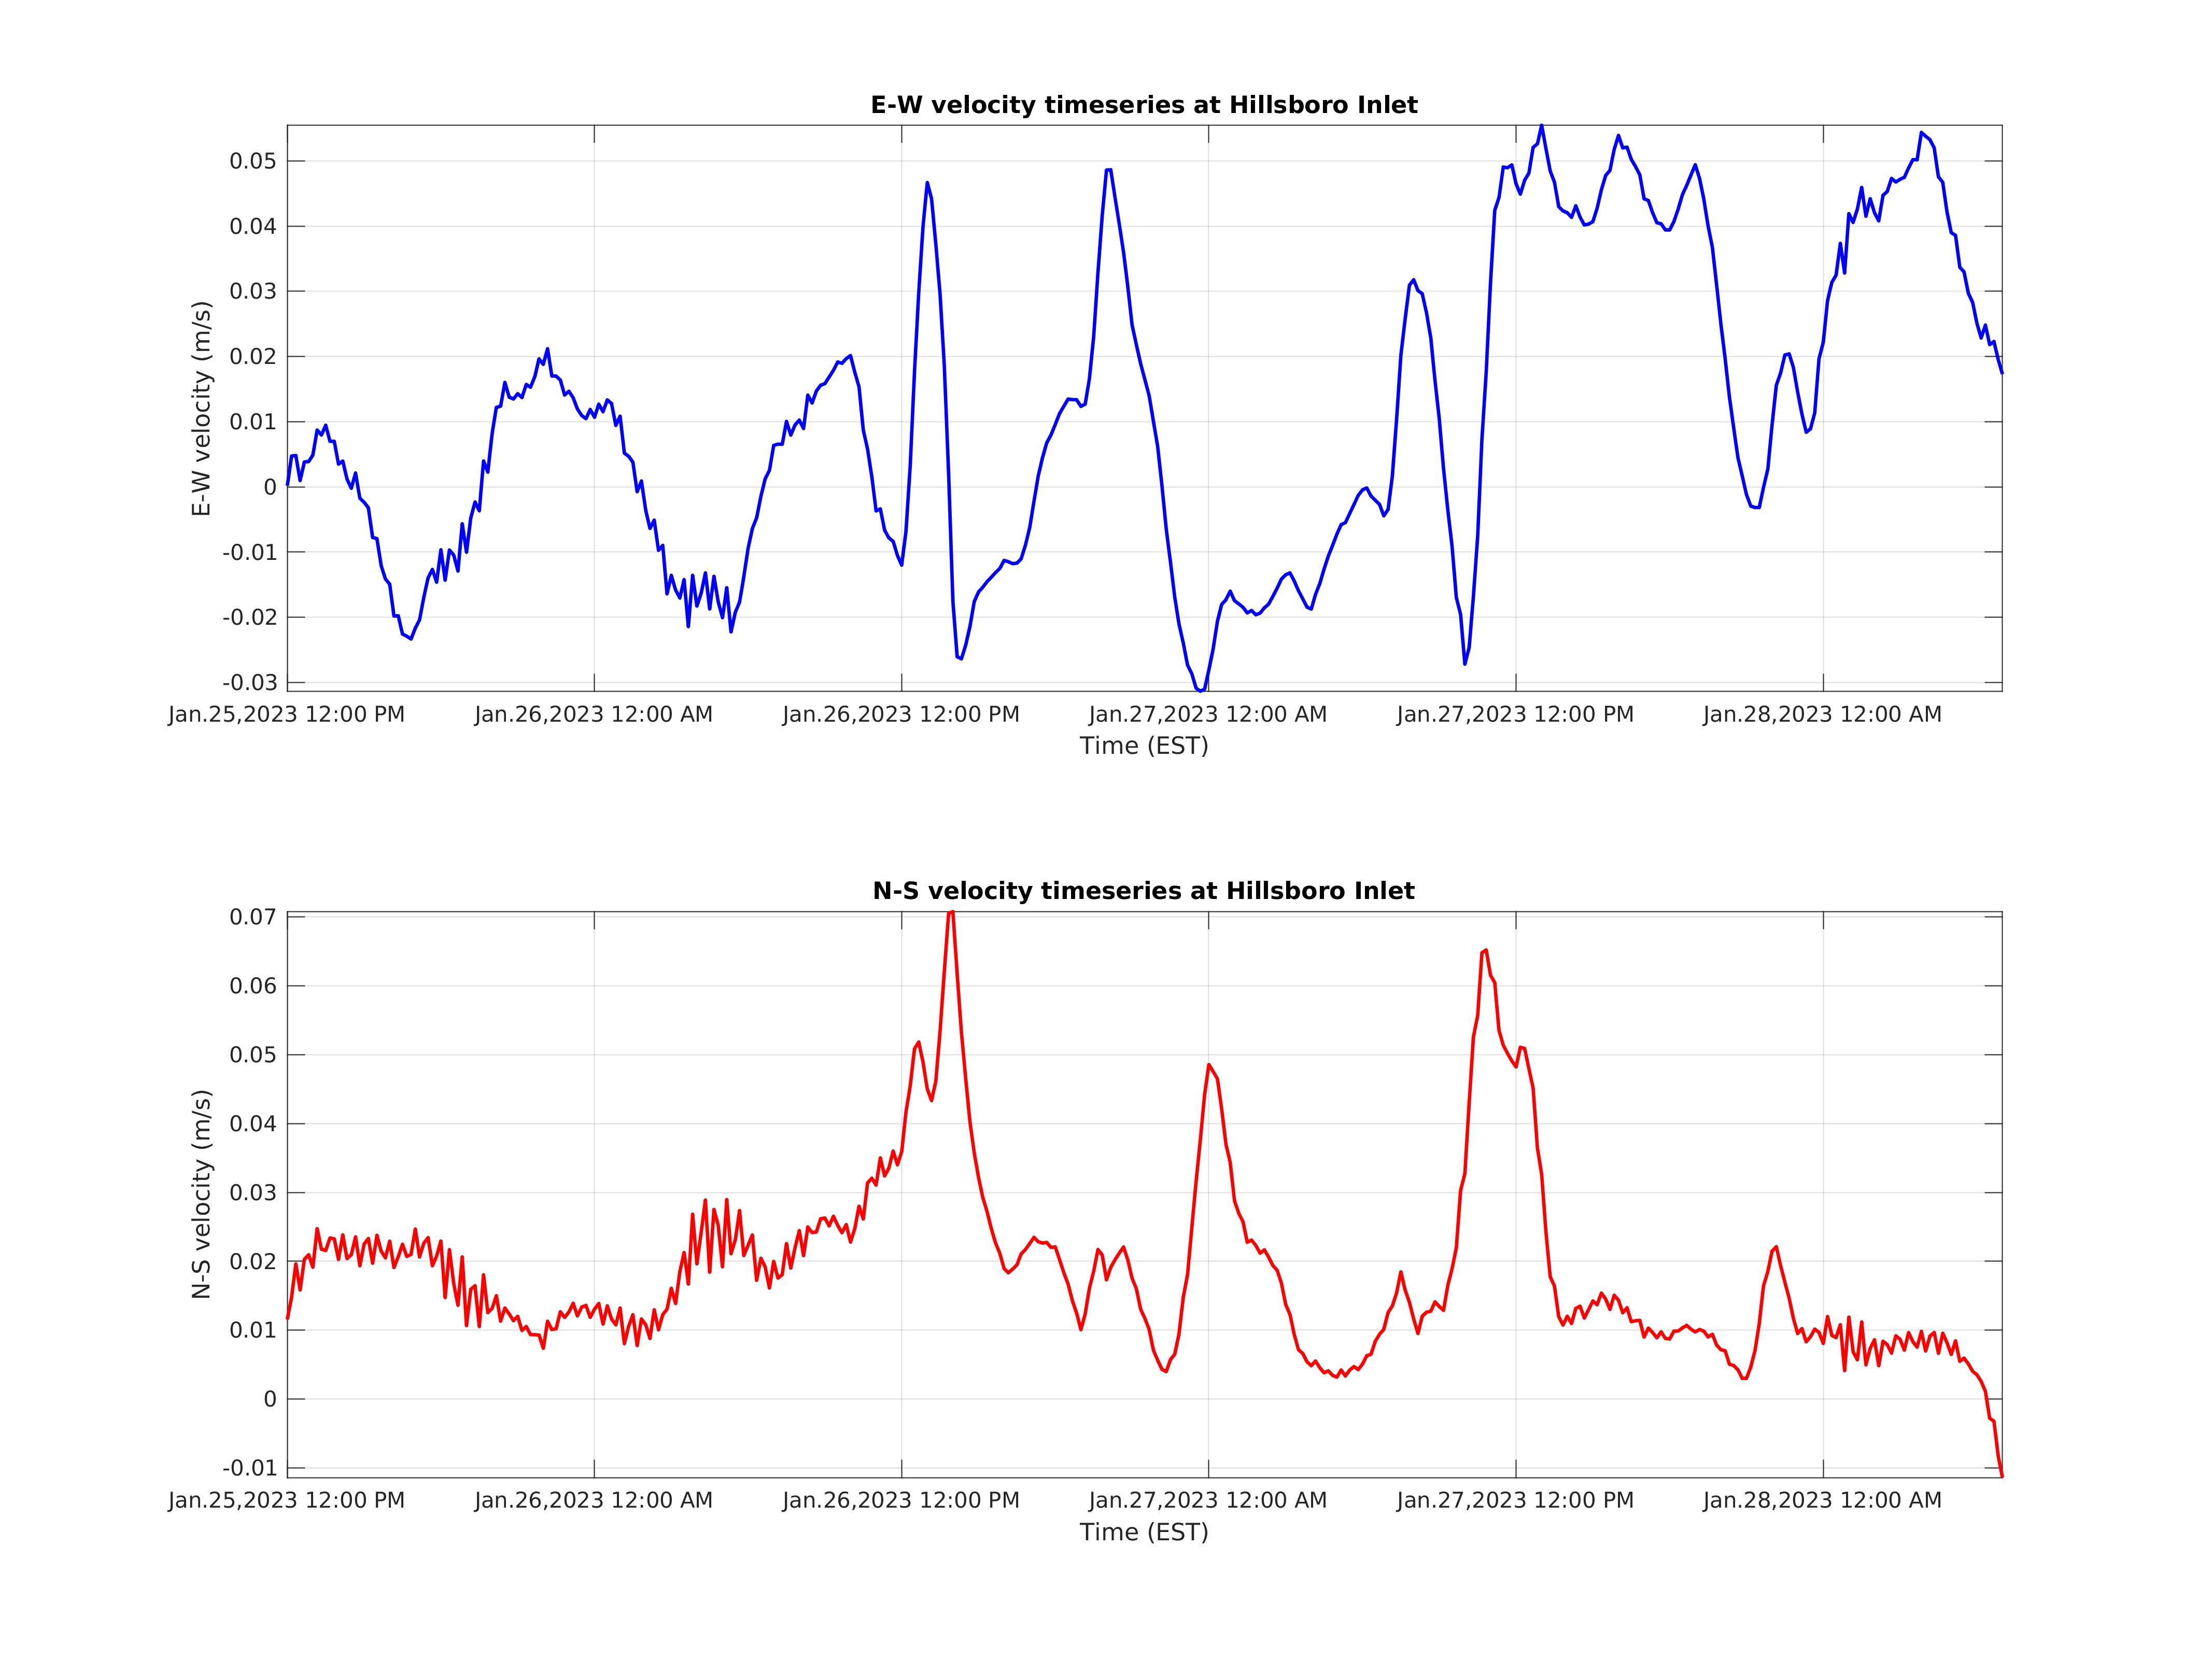 E-W velocity timeseries at Hillsboro Inlet
0.05
0.04
0.03
0.02
0.01
0
-0.01
-0.02
-0.03
E-W velocity (m/s)
Jan.25,2023 12:00 PM Jan.26,2023 12:00 AM Jan.26,2023 12:00 PM Jan.27,2023 12:00 AM Jan.27,2023 12:00 PM Jan.28,2023 12:00 AM
Time (EST)
N-S velocity timeseries at Hillsboro Inlet
0.07
0.06
0.05
0.04
0.03
0.02
0.01
0
-0.01
N-S velocity (m/s)
Jan.25,2023 12:00 PM Jan.26,2023 12:00 AM Jan.26,2023 12:00 PM Jan.27,2023 12:00 AM Jan.27,2023 12:00 PM Jan.28,2023 12:00 AM
Time (EST)